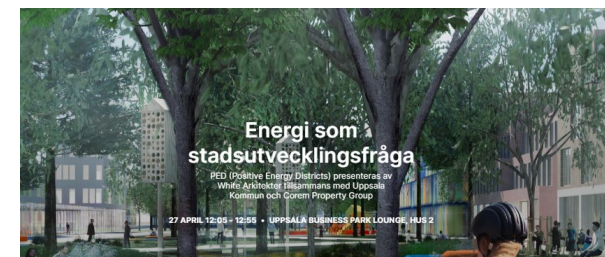 Energi som
stadsutvecklingsfråga
PED (Positive Energy Districts) presenteras av
White Arkitekter tillsammans med Uppsala
Kommun och Corem Property Group
27 APRIL 12:05 - 12:55 • UPPSALA BUSINESS PARK LOUNGE, HUS 2